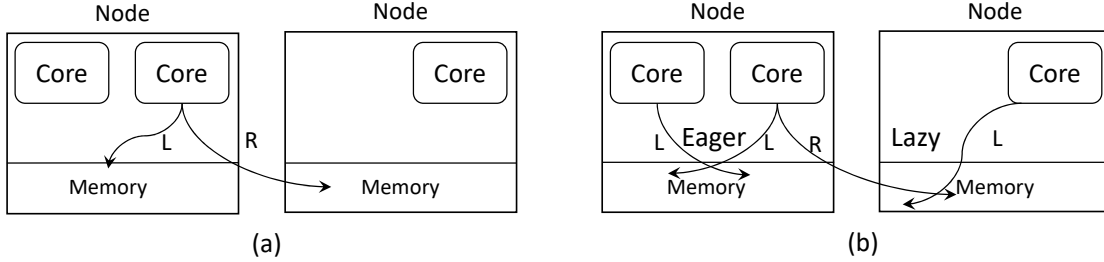 Node Node
Core Core Core
L R
Memory Memory
(a)
Node Node
Core Core Core
L Eager L R Lazy L
Memory Memory
(b)